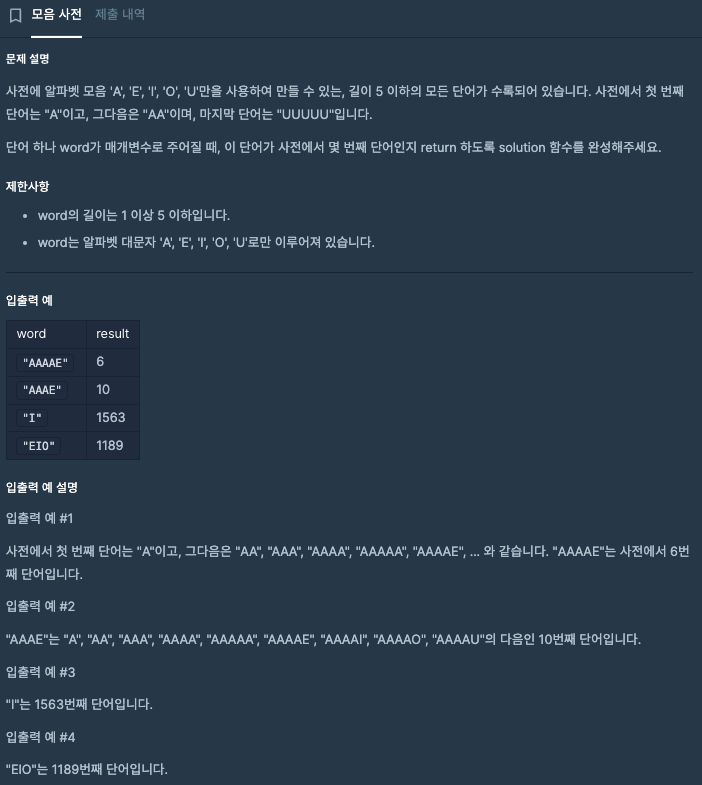 모음 사전 제출 내역
문제 설명
사전에 알파벳 모음 'A', 'E', 'I', 'O', 'U'만을 사용하여 만들 수 있는, 길이 5 이하의 모든 단어가 수록되어 있습니다. 사전에서 첫 번째
단어는 "A"이고, 그다음은 "AA"이며, 마지막 단어는 "UUUUU"입니다.
단어 하나 word가 매개변수로 주어질 때, 이 단어가 사전에서 몇 번째 단어인지 return 하도록 solution 함수를 완성해주세요.
제한사항
• word의 길이는 1 이상 5 이하입니다.
• word는 알파벳 대문자 'A', 'E', 'I', 'O', 'U'로만 이루어져 있습니다.
입출력 예
word result
"AAAAE" 6
"AAAE" 10
"I" 1563
"EIO" 1189
입출력 예 설명
입출력 예 #1
사전에서 첫 번째 단어는 "A"이고, 그다음은 "AA", "AAA", "AAAA", "AAAAA", "AAAAE", ... 와 같습니다. "AAAAE"는 사전에서 6번
째 단어입니다.
입출력 예 #2
"AAAE"는 "A", "AA", "AAA", "AAAA", "AAAAA", "AAAAE", "AAAAI", "AAAAO", "AAAAU"의 다음인 10번째 단어입니다.
입출력 예 #3
"I"는 1563번째 단어입니다.
입출력 예 #4
"EIO"는 1189번째 단어입니다.